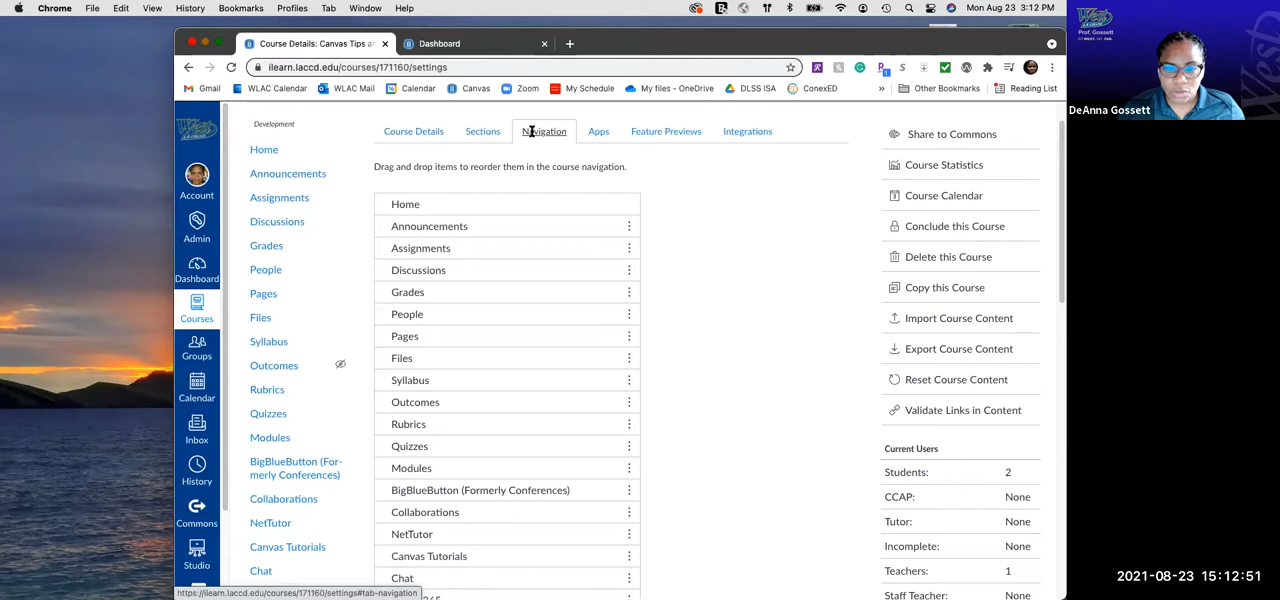 Chrome File Edit View History Bookmarks Profiles Tab Window Help
Mon Aug 23 3:12 PM
Course Details: Canvas Tips ar
Dashboard
ilearn.laccd.edu/courses/171160/settings
Gmail WLAC Calendar WLAC Mail Calendar Canvas Zoom My Schedule My files - OneDrive DLSS ISA ConexED » Other Bookmarks Reading List
West
Prof. Gossett
GO WEST. GO FAR.
DeAnna Gossett
Account
Admin
Dashboard
Courses
Groups
Calendar
Inbox
History
Commons
Studio
Development
Home
Announcements
Assignments
Discussions
Grades
People
Pages
Files
Syllabus
Outcomes
Rubrics
Quizzes
Modules
BigBlueButton (For-
merly Conferences)
Collaborations
NetTutor
Canvas Tutorials
Chat
Course Details Sections Navigation Apps Feature Previews Integrations
Drag and drop items to reorder them in the course navigation.
Home
Announcements
Assignments
Discussions
Grades
People
Pages
Files
Syllabus
Outcomes
Rubrics
Quizzes
Modules
BigBlueButton (Formerly Conferences)
Collaborations
NetTutor
Canvas Tutorials
Chat
Share to Commons
Course Statistics
Course Calendar
Conclude this Course
Delete this Course
Copy this Course
Import Course Content
Export Course Content
Reset Course Content
Validate Links in Content
Current Users
Students: 2
CCAP: None
Tutor: None
Incomplete: None
Teachers: 1
Staff Teacher: None
https://ilearn.laccd.edu/courses/171160/settings#tab-navigation
2021-08-23 15:12:51